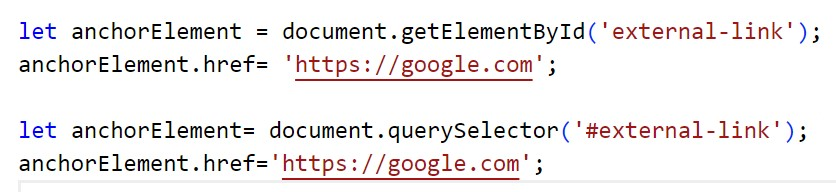 let anchorElement = document.getElementById('external-link');
anchorElement.href= 'https://google.com';
let anchorElement= document.querySelector('#external-link');
anchorElement.href='https://google.com';